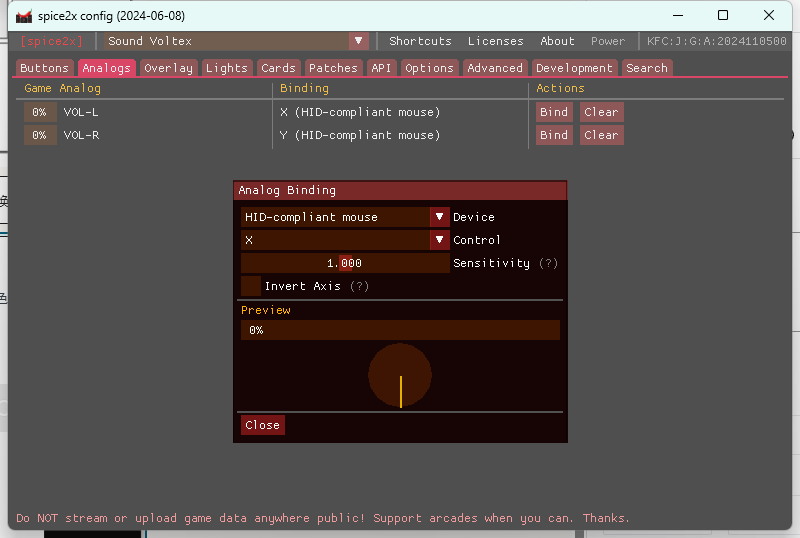 spice2x config (2024-06-08)
[spice2x] Sound Voltex Shortcuts Licenses About Power KFC:J:G:A:2024110500
Buttons Analogs Overlay Lights Cards Patches API Options Advanced Development Search
Game Analog Binding Actions
0% VOL-L X (HID-compliant mouse) Bind Clear
0% VOL-R Y (HID-compliant mouse) Bind Clear
Analog Binding
HID-compliant mouse Device
X Control
1.000 Sensitivity (?)
Invert Axis (?)
Preview
0%
Close
Do NOT stream or upload game data anywhere public! Support arcades when you can. Thanks.